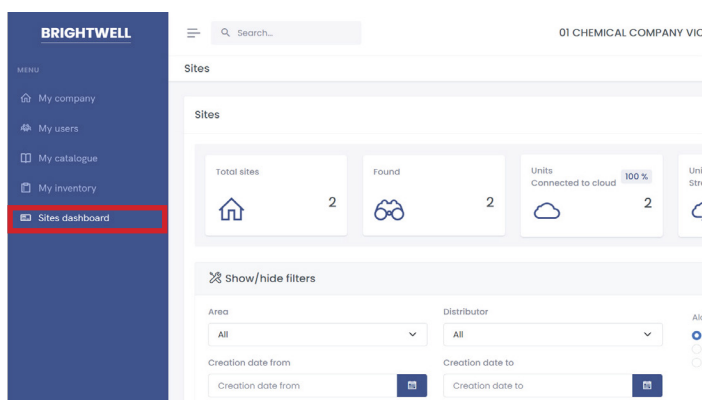 BRIGHTWELL
Search...
01 CHEMICAL COMPANY
MENU
Sites
My company
My users
My catalogue
My inventory
Sites dashboard
Sites
Total sites
2
Found
2
Units
Connected to cloud
100 %
2
Show/hide filters
Area
All
Distributor
All
Creation date from
Creation date from
Creation date to
Creation date to